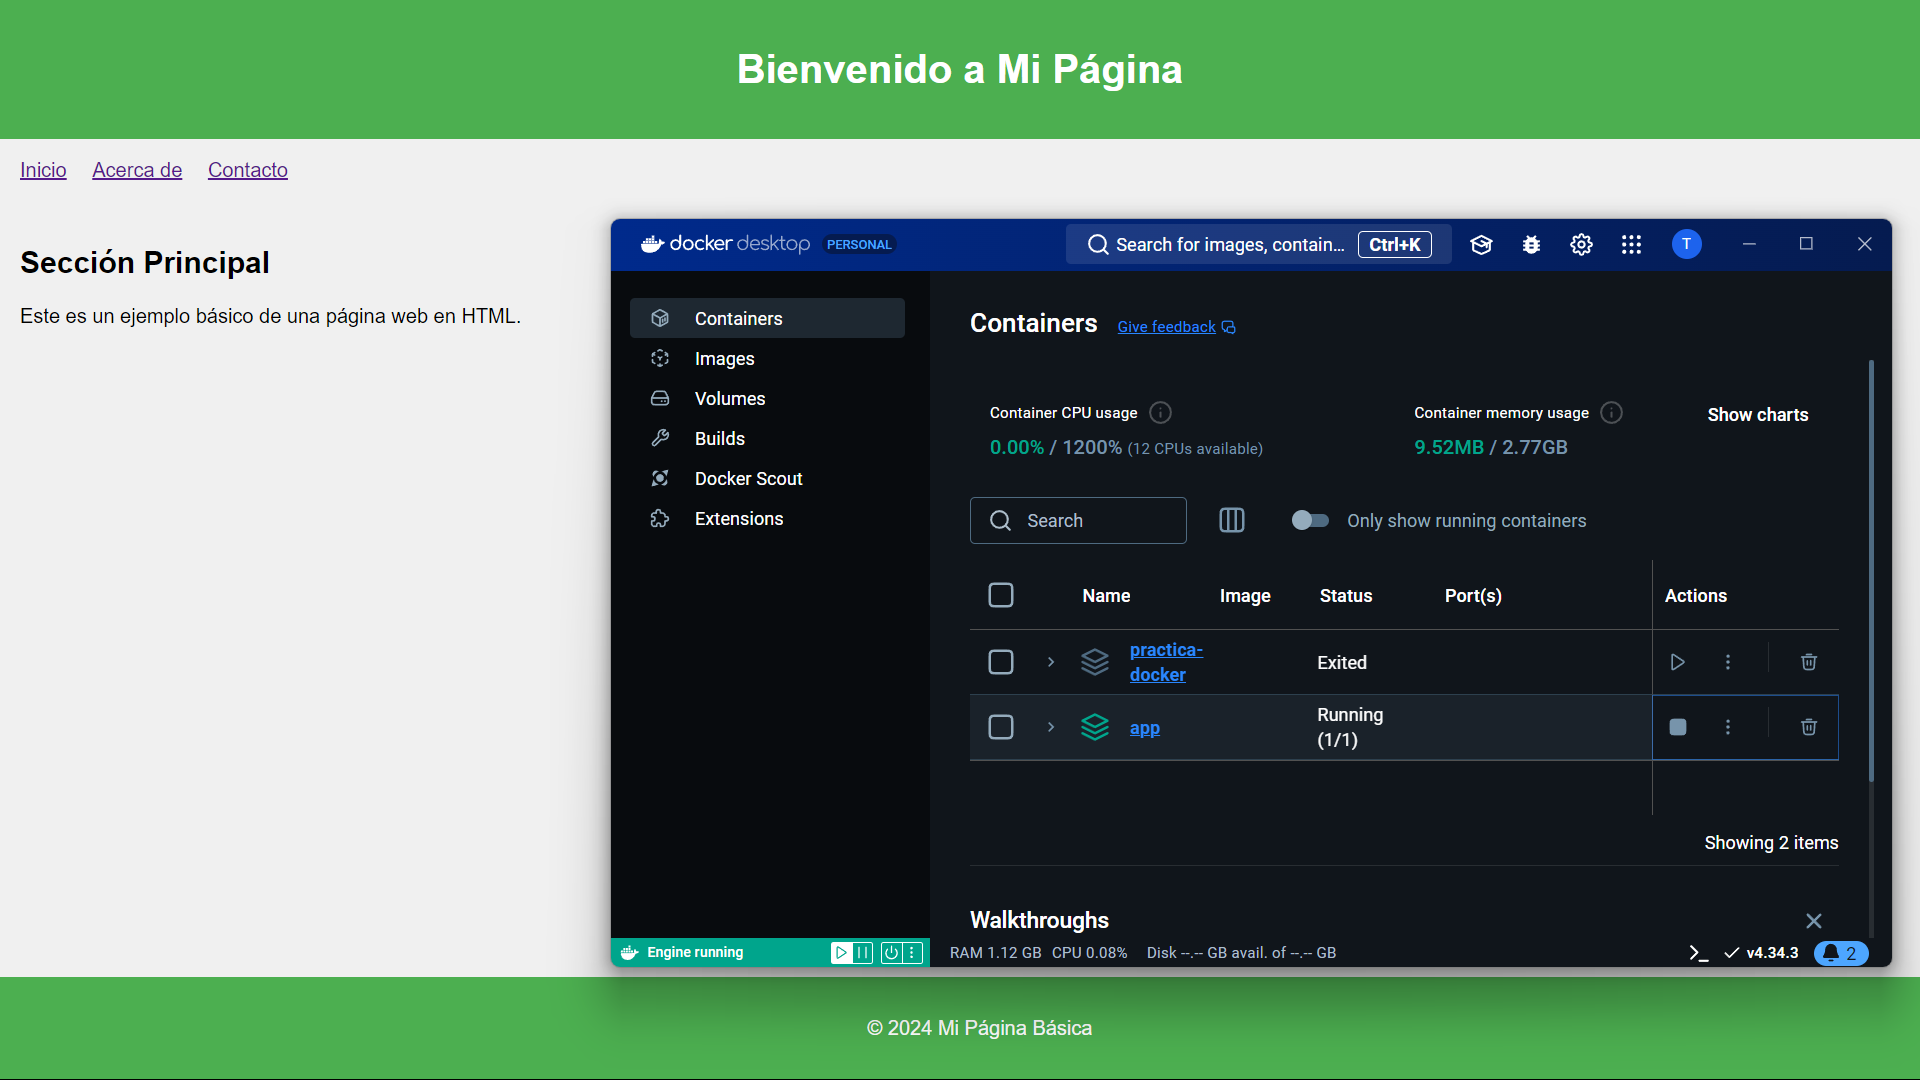 Bienvenido a Mi Página
Inicio Acerca de Contacto
Sección Principal
Este es un ejemplo básico de una página web en HTML.
docker desktop PERSONAL
Search for images, contain... Ctrl+K
T
Containers
Images
Volumes
Builds
Docker Scout
Extensions
Containers Give feedback
Container CPU usage
0.00% / 1200% (12 CPUs available)
Container memory usage
9.52MB / 2.77GB
Show charts
Search
Only show running containers
Name Image Status Port(s) Actions
practica-
docker
Exited
app
Running
(1/1)
Showing 2 items
Walkthroughs
Engine running
RAM 1.12 GB CPU 0.08% Disk --.-- GB avail. of --.-- GB
v4.34.3
2
© 2024 Mi Página Básica